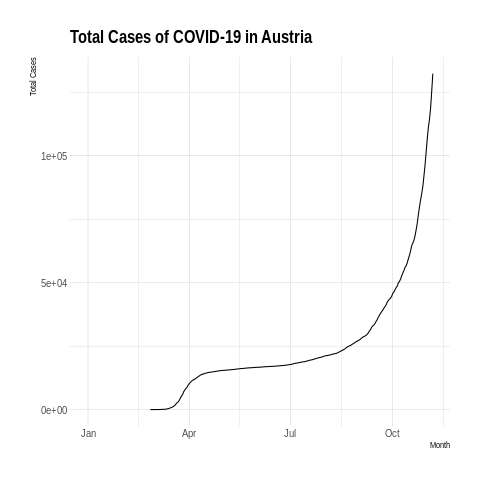 Total Cases of COVID-19 in Austria
Total Cases
1e+05
5e+04
0e+00
Jan Apr Jul Oct
Month